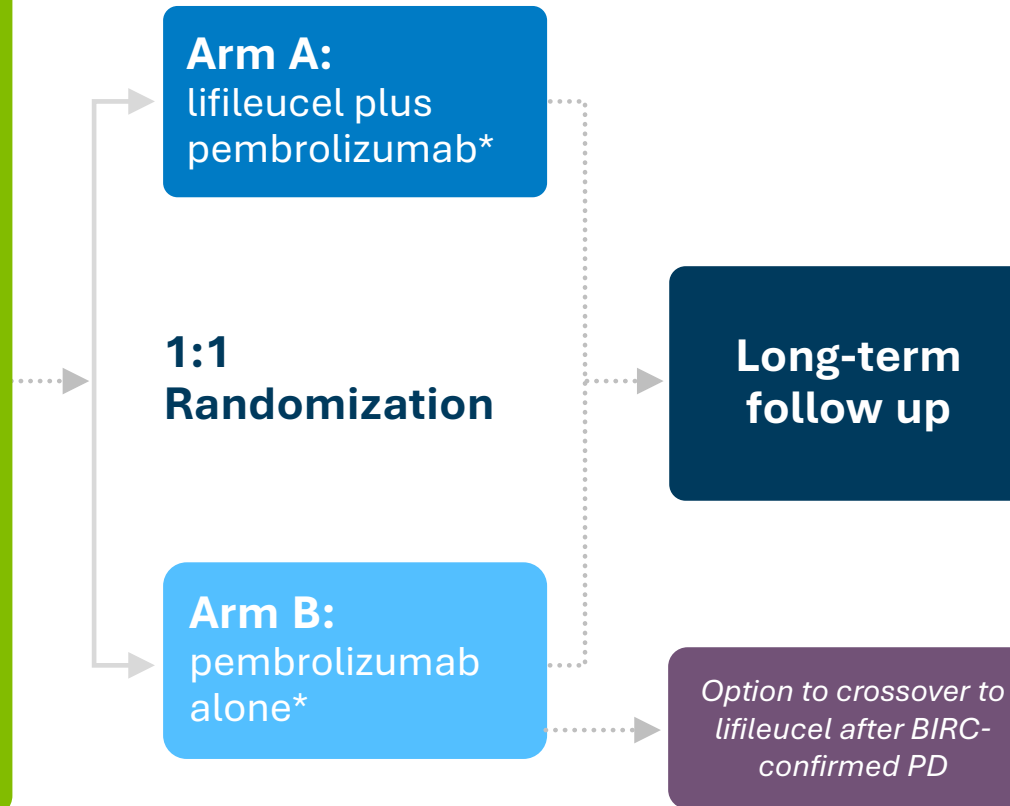 Arm A:
lifileucel plus
pembrolizumab*
1:1
Randomization
Long-term
follow up
Arm B:
pembrolizumab
alone*
Option to crossover to
lifileucel after BIRC-
confirmed PD